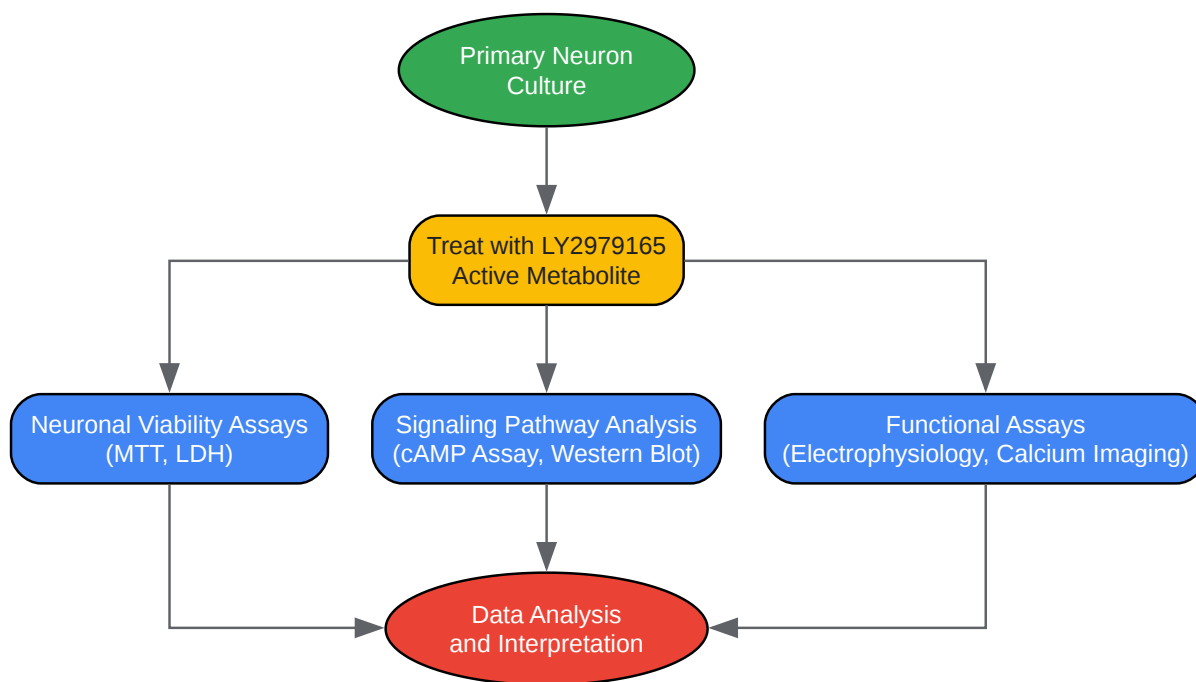 Primary Neuron
Culture
Treat with LY2979165
Active Metabolite
Neuronal Viability Assays
(MTT, LDH)
Signaling Pathway Analysis
(cAMP Assay, Western Blot)
Functional Assays
(Electrophysiology, Calcium Imaging)
Data Analysis
and Interpretation